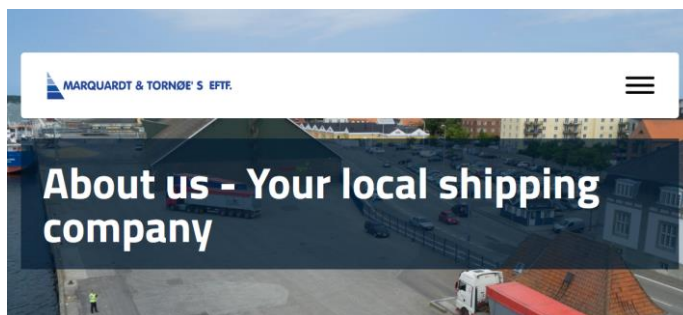 MARQUARDT & TORNØE' S EFTF.
About us - Your local shipping
company